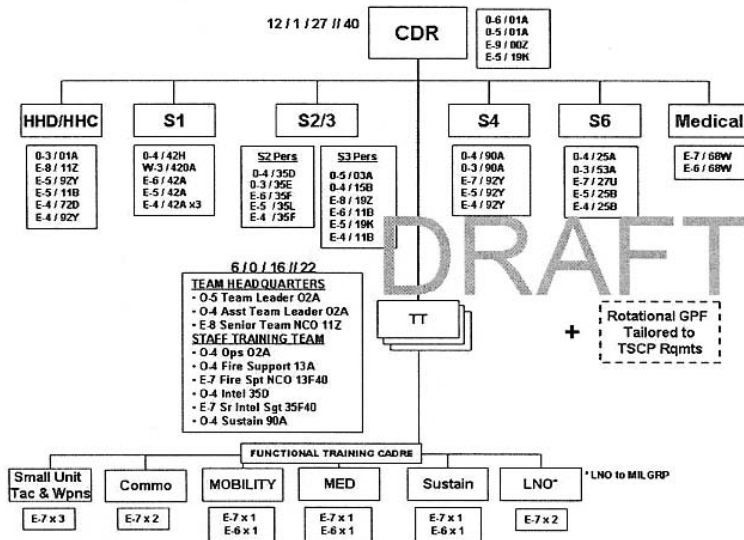 12 / 1 / 27 // 40
CDR
0-6 / 01A
0-5 / 01A
E-9 / 00Z
E-5 / 19K
HHD/HHC
S1
S2/3
S4
S6
Medical
0-3 / 01A
E-8 / 11Z
E-5 / 92Y
E-5 / 11B
E-4 / 72D
E-4 / 92Y
0-4 / 42H
W-3 / 420A
E-6 / 42A
E-5 / 42A
E-4 / 42A x3
S2 Pers
0-4 / 35D
0-3 / 35E
E-6 / 35F
E-5 / 35L
E-4 / 35F
S3 Pers
0-5 / 03A
0-4 / 15B
E-8 / 19Z
E-6 / 11B
E-5 / 19K
E-4 / 11B
0-4 / 90A
0-3 / 90A
E-7 / 92Y
E-5 / 92Y
E-4 / 92Y
0-4 / 25A
0-3 / 53A
E-7 / 27U
E-5 / 25B
E-4 / 25B
E-7 / 68W
E-6 / 68W
DRAFT
6 / 0 / 16 // 22
TEAM HEADQUARTERS
- O-5 Team Leader 02A
- O-4 Asst Team Leader 02A
- E-8 Senior Team NCO 11Z
STAFF TRAINING TEAM
- O-4 Ops 02A
- O-4 Fire Support 13A
- E-7 Fire Spt NCO 13F40
- O-4 Intel 35D
- E-7 Sr Intel Sgt 35F40
- O-4 Sustain 90A
TT
+
Rotational GPF
Tailored to
TSCP Rqmts
FUNCTIONAL TRAINING CADRE
Small Unit
Tac & Wpns
Commo
MOBILITY
MED
Sustain
LNO*
* LNO to MILGRP
E-7 x 3
E-7 x 2
E-7 x 1
E-6 x 1
E-7 x 1
E-6 x 1
E-7 x 1
E-6 x 1
E-7 x 2